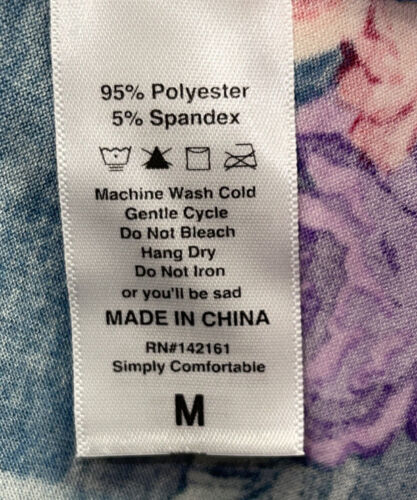 95% Polyester
5% Spandex
Machine Wash Cold
Gentle Cycle
Do Not Bleach
Hang Dry
Do Not Iron
or you'll be sad
MADE IN CHINA
RN#142161
Simply Comfortable
M